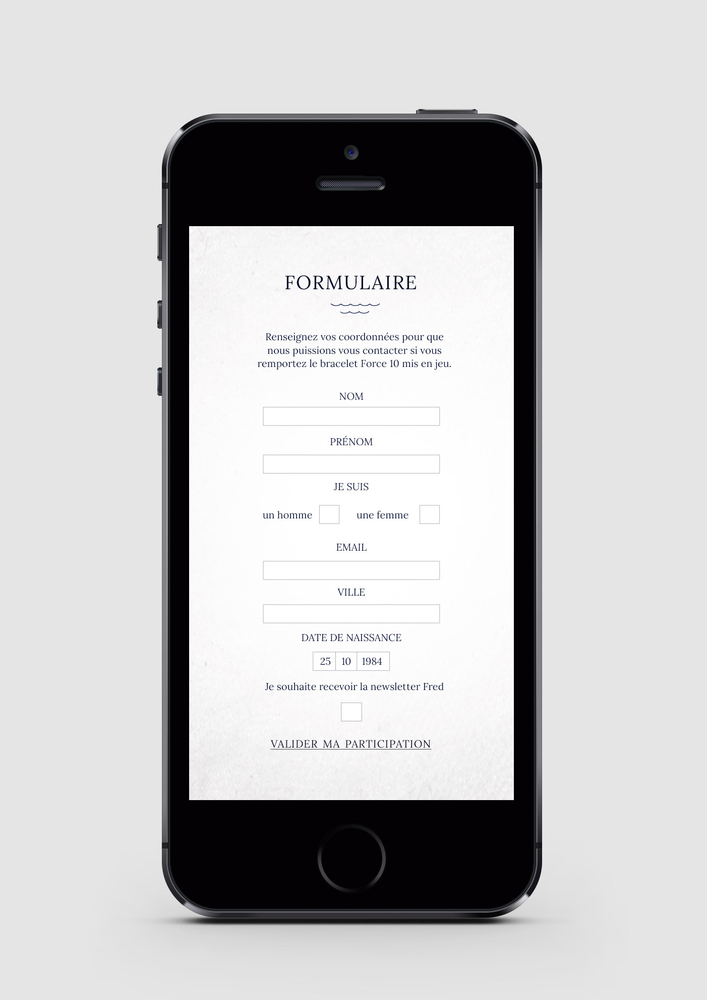 FORMULAIRE
Renseignez vos coordonnées pour que
nous puissions vous contacter si vous
remportez le bracelet Force 10 mis en jeu.
NOM
PRÉNOM
JE SUIS
un homme une femme
EMAIL
VILLE
DATE DE NAISSANCE
25 10 1984
Je souhaite recevoir la newsletter Fred
VALIDER MA PARTICIPATION